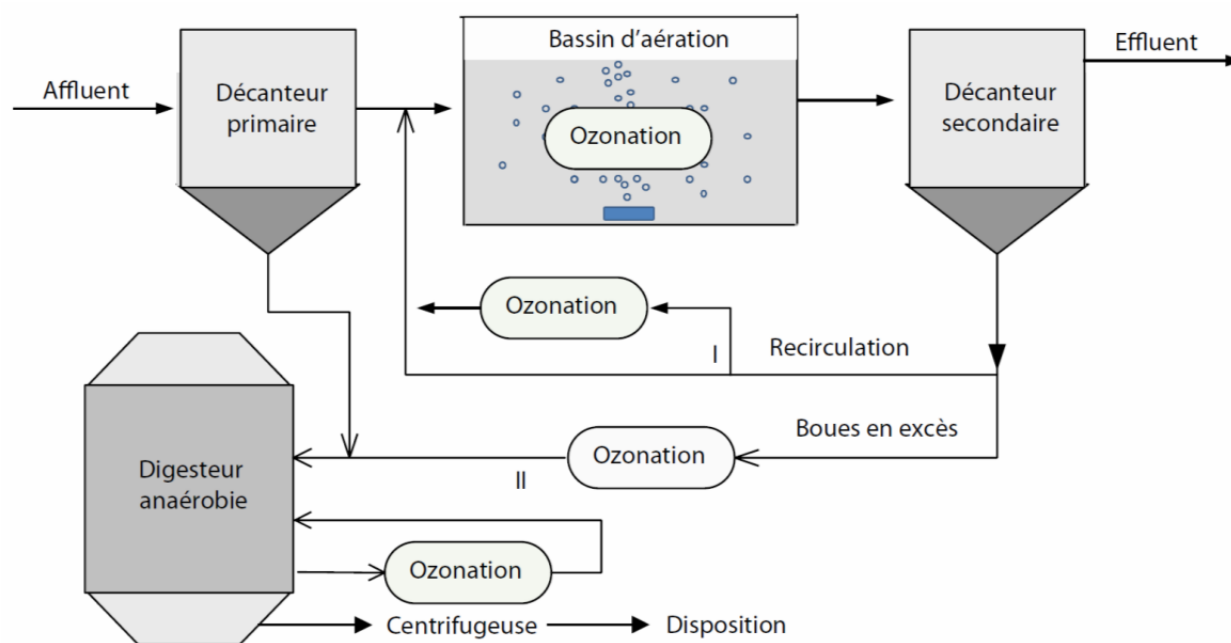 Bassin d'aération
Effluent
Affluent
Décanteur
primaire
Ozonation
Décanteur
secondaire
Ozonation
I
Recirculation
Boues en excès
Ozonation
II
Digesteur
anaérobie
Ozonation
Centrifugeuse
Disposition